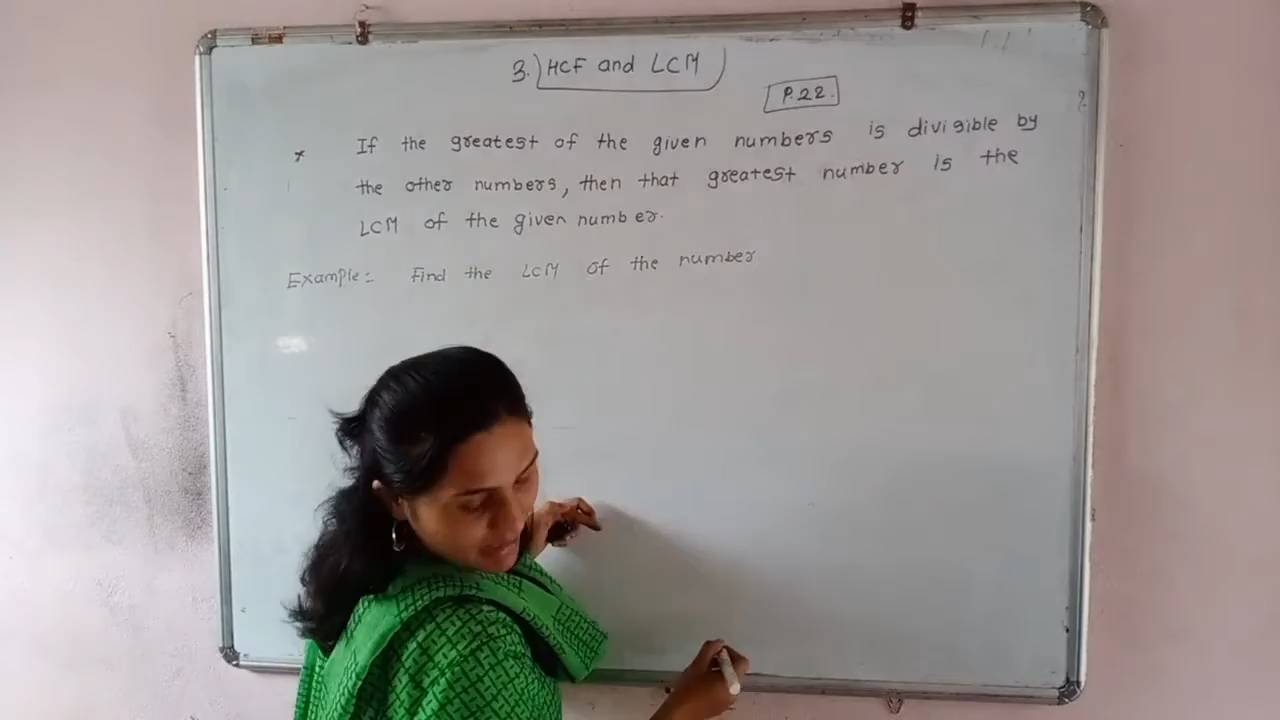 3. HCF and LCM
P.22.
* If the greatest of the given numbers is divisible by
the other numbers, then that greatest number is the
LCM of the given number.
Example:- Find the LCM of the number